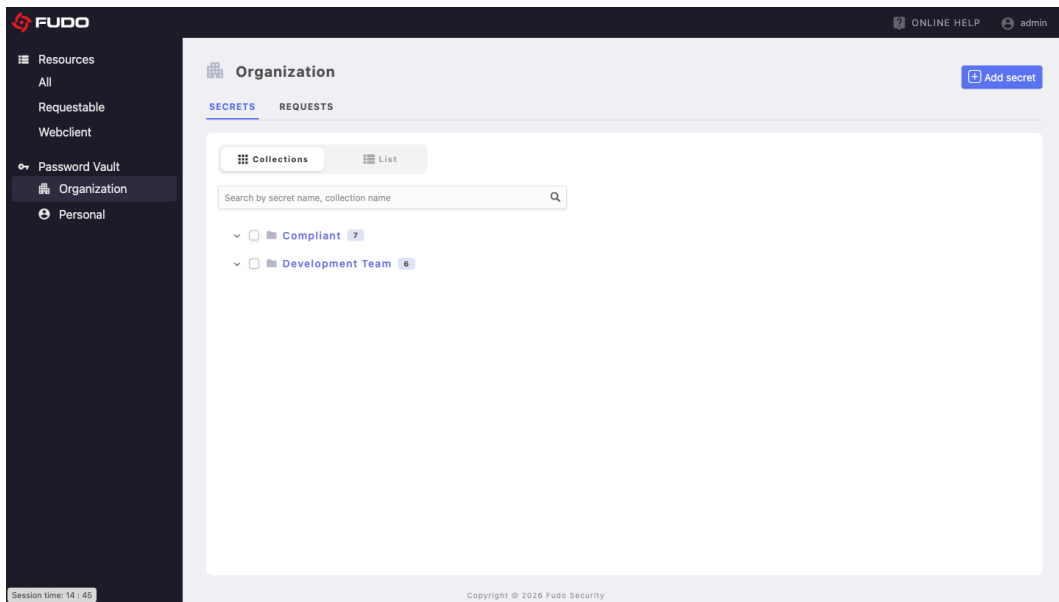 FUDO
ONLINE HELP
admin
Resources
All
Requestable
Webclient
Password Vault
Organization
Personal
Organization
Add secret
SECRETS
REQUESTS
Collections
List
Search by secret name, collection name
Compliant 7
Development Team 6
Session time: 14 : 45
Copyright © 2026 Fudo Security